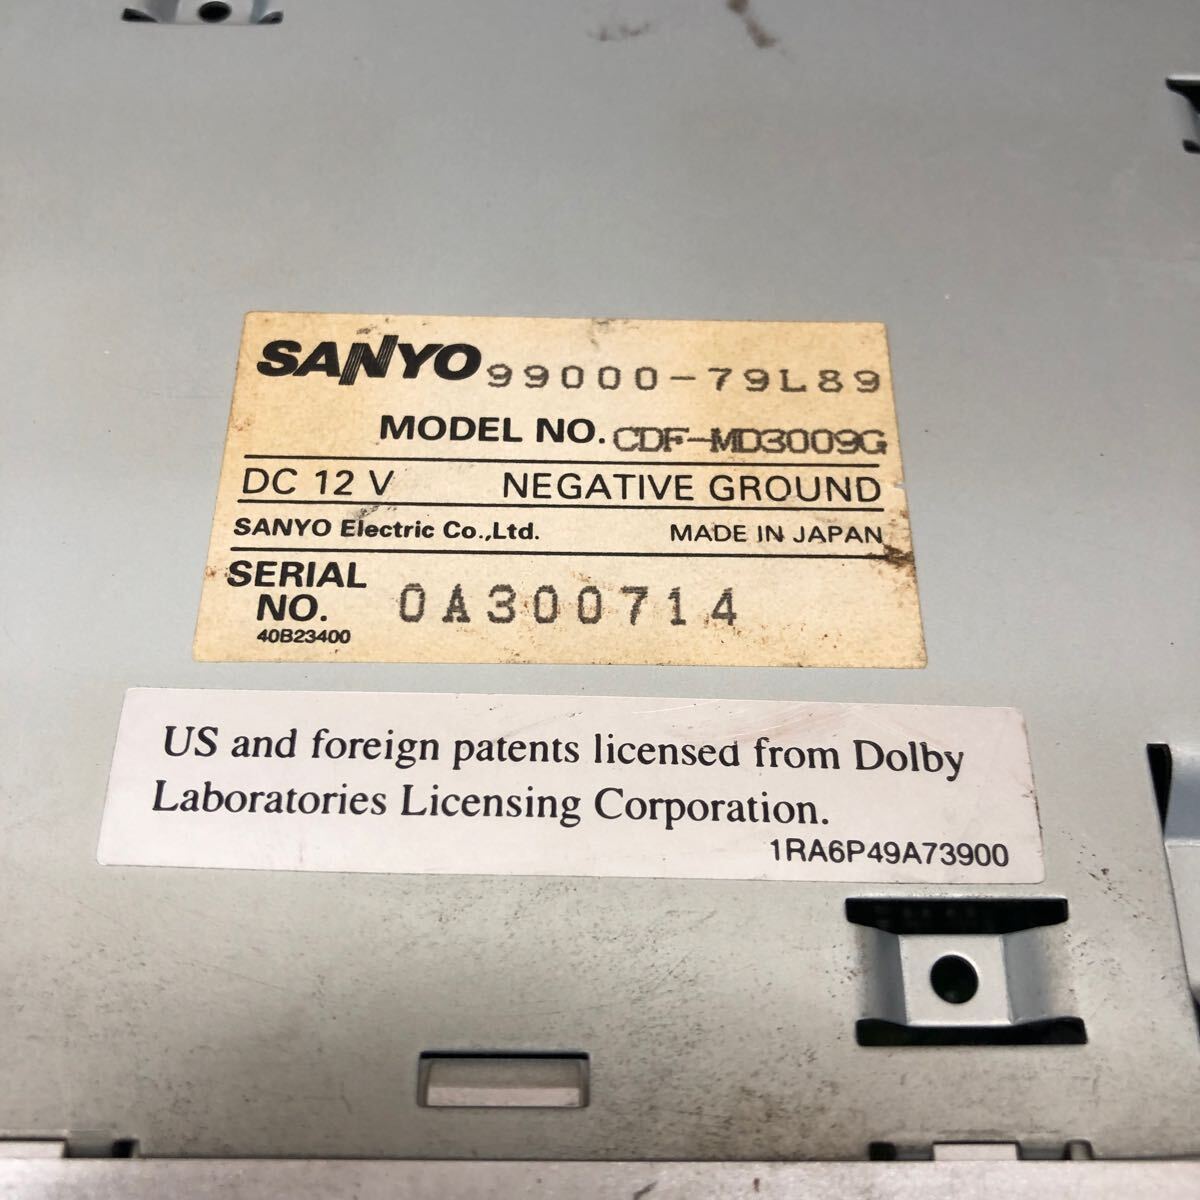 SANYO 99000-79L89
MODEL NO. CDF-MD3009G
DC 12 V NEGATIVE GROUND
SANYO Electric Co.,Ltd. MADE IN JAPAN
SERIAL
NO. 0A300714
40B23400
US and foreign patents licensed from Dolby
Laboratories Licensing Corporation.
1RA6P49A73900